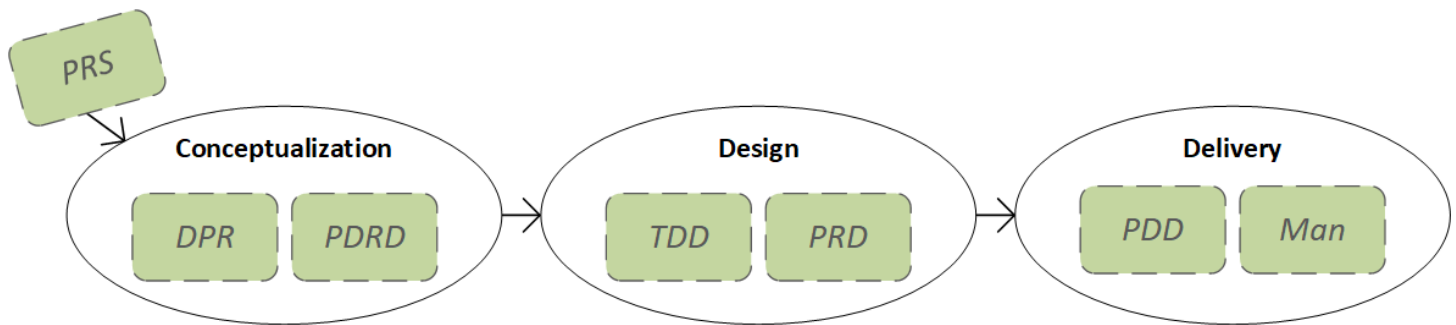 PRS
Conceptualization
DPR
PDRD
Design
TDD
PRD
Delivery
PDD
Man